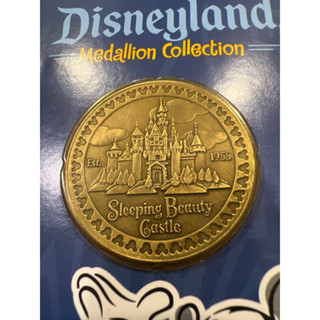 Disneyland
Medallion Collection
Est. 1955
Sleeping Beauty
Castle